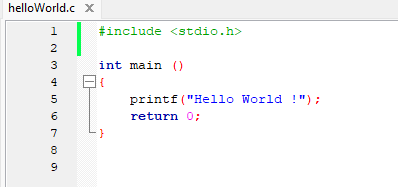 helloWorld.c
1 #include <stdio.h>
2
3 int main ()
4 {
5 printf("Hello World !");
6 return 0;
7 }
8
9